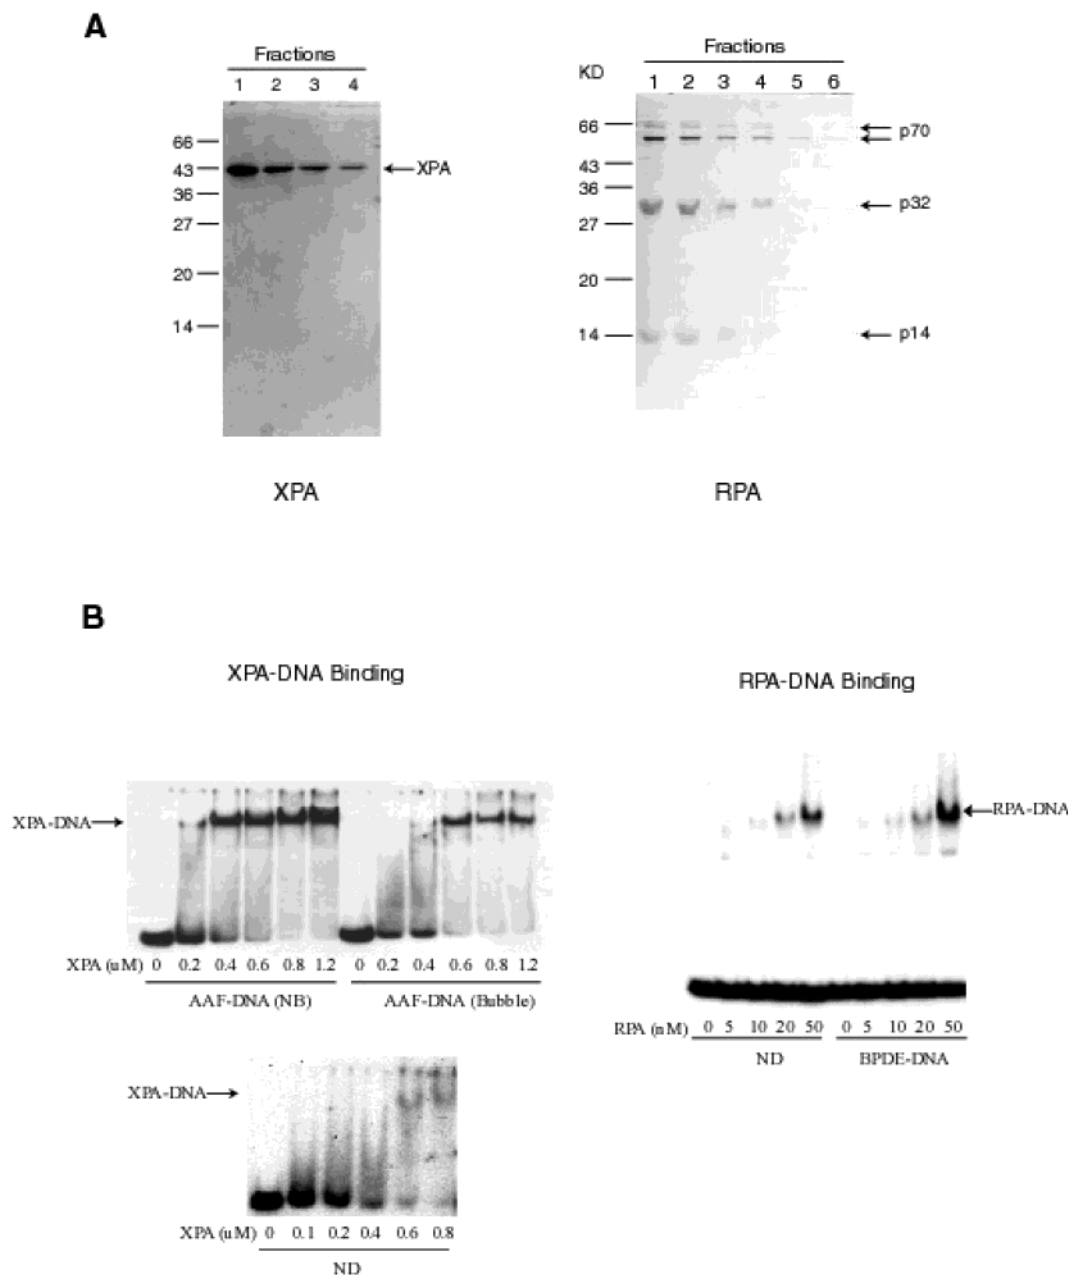 A
Fractions
1 2 3 4
66
43
36
27
20
14
XPA
XPA
Fractions
KD
1 2 3 4 5 6
66
43
36
27
20
14
p70
p32
p14
RPA
B
XPA-DNA Binding
XPA-DNA
XPA (uM) 0 0.2 0.4 0.6 0.8 1.2 0 0.2 0.4 0.6 0.8 1.2
AAF-DNA (NB) AAF-DNA (Bubble)
XPA-DNA
XPA (uM) 0 0.1 0.2 0.4 0.6 0.8
ND
RPA-DNA Binding
RPA-DNA
RPA (nM) 0 5 10 20 50 0 5 10 20 50
ND BPDE-DNA